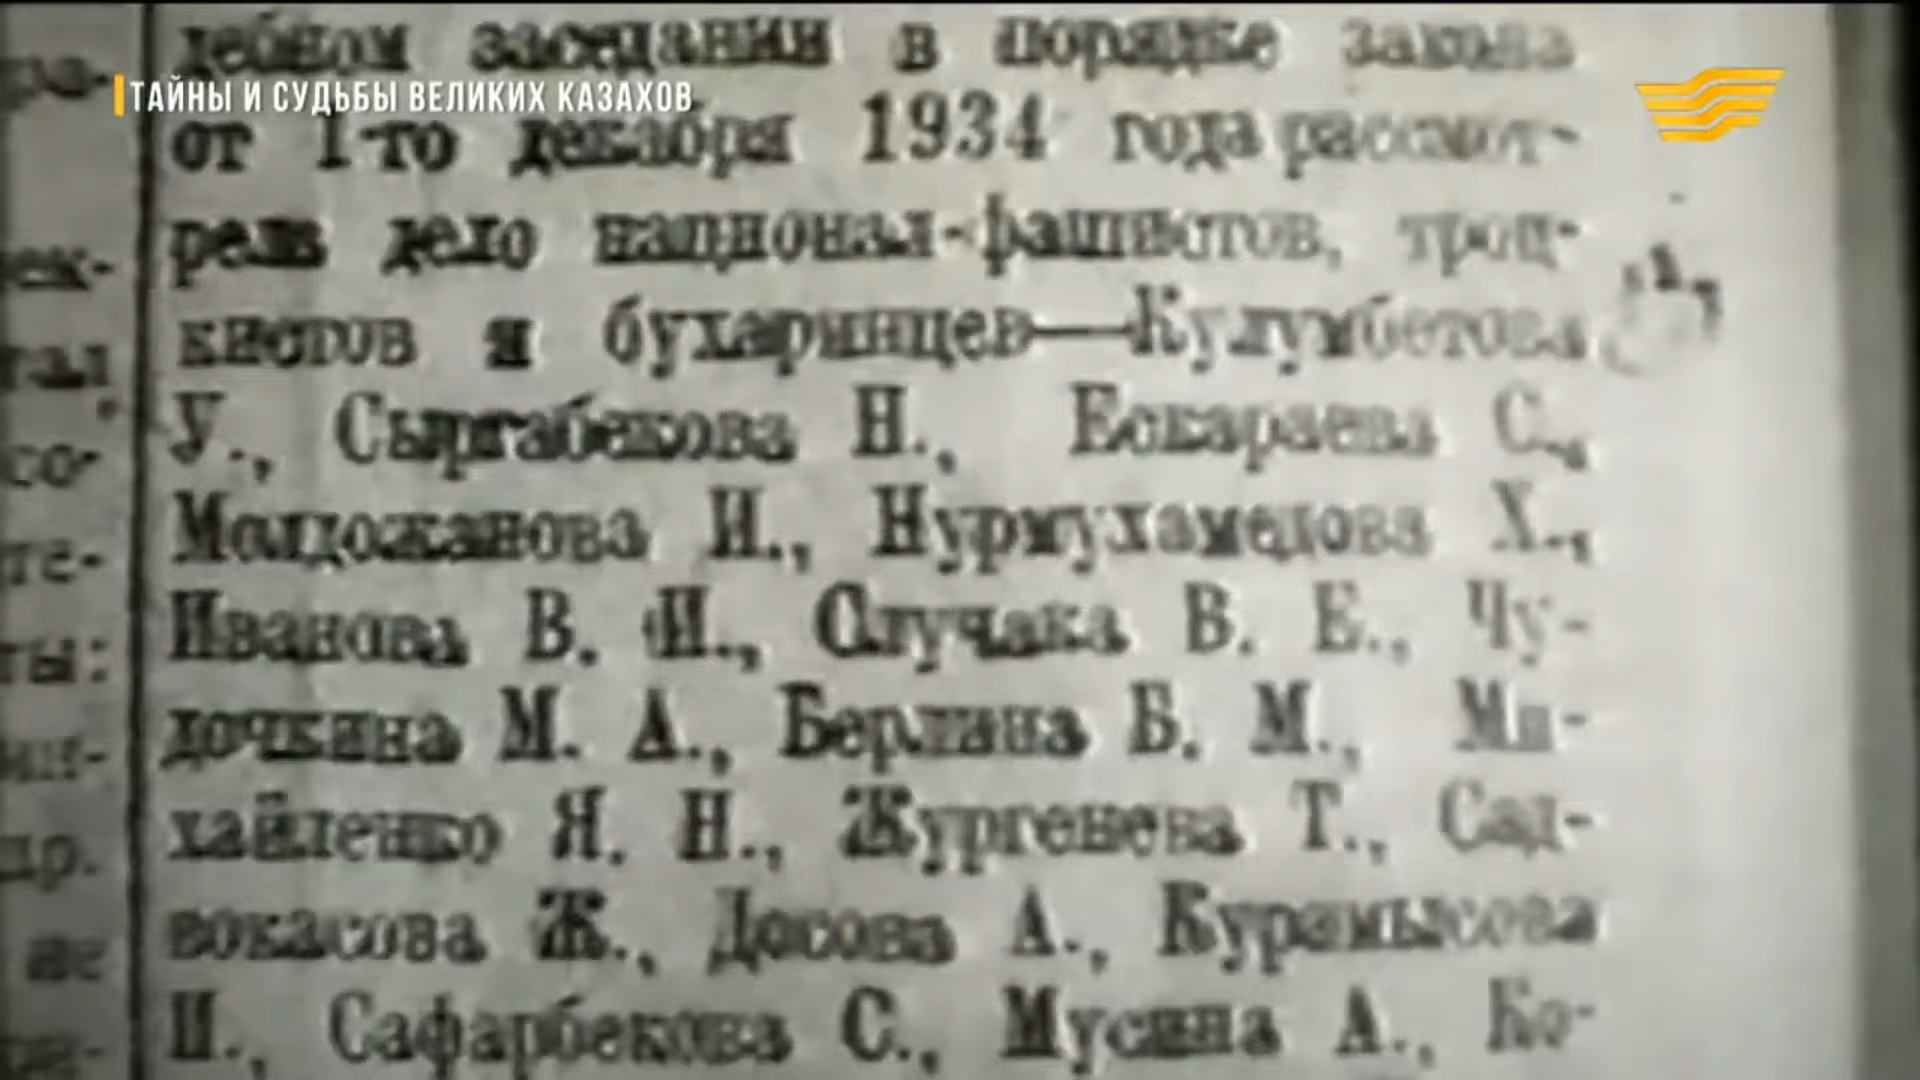 ТАЙНЫ И СУДЬБЫ ВЕЛИКИХ КАЗАХОВ
дебном заседании в порядке закона
от 1-го декабря 1934 года рассмот-
рела дело национал-фашистов, троц-
кистов и бухаринцев—Кулумбетова
У., Сыргабекова Н., Ескараева С.,
Молдожанова И., Нурмухамедова Х.,
Иванова В. И., Случака В. Е., Чу-
дочкина М. А., Берлина Б. М., Ми-
хайленко Я. Н., Жургенева Т., Сад-
вокасова Ж., Досова А., Курамысова
И., Сафарбекова С., Мусина А., Ко-